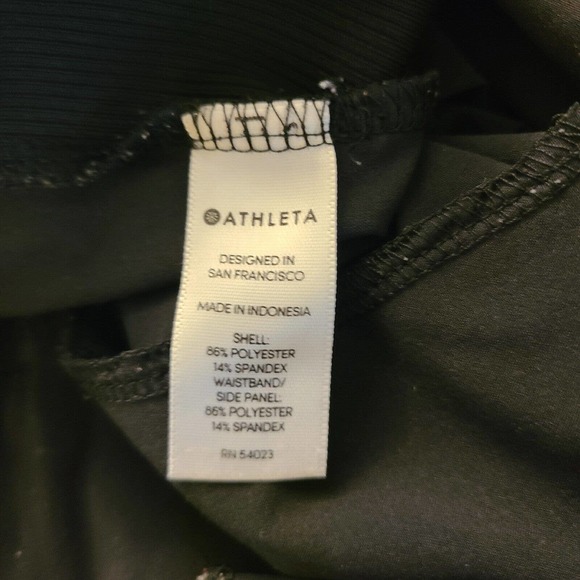 ATHLETA
DESIGNED IN
SAN FRANCISCO
MADE IN INDONESIA
SHELL:
86% POLYESTER
14% SPANDEX
WAISTBAND/
SIDE PANEL:
86% POLYESTER
14% SPANDEX
RN 54023